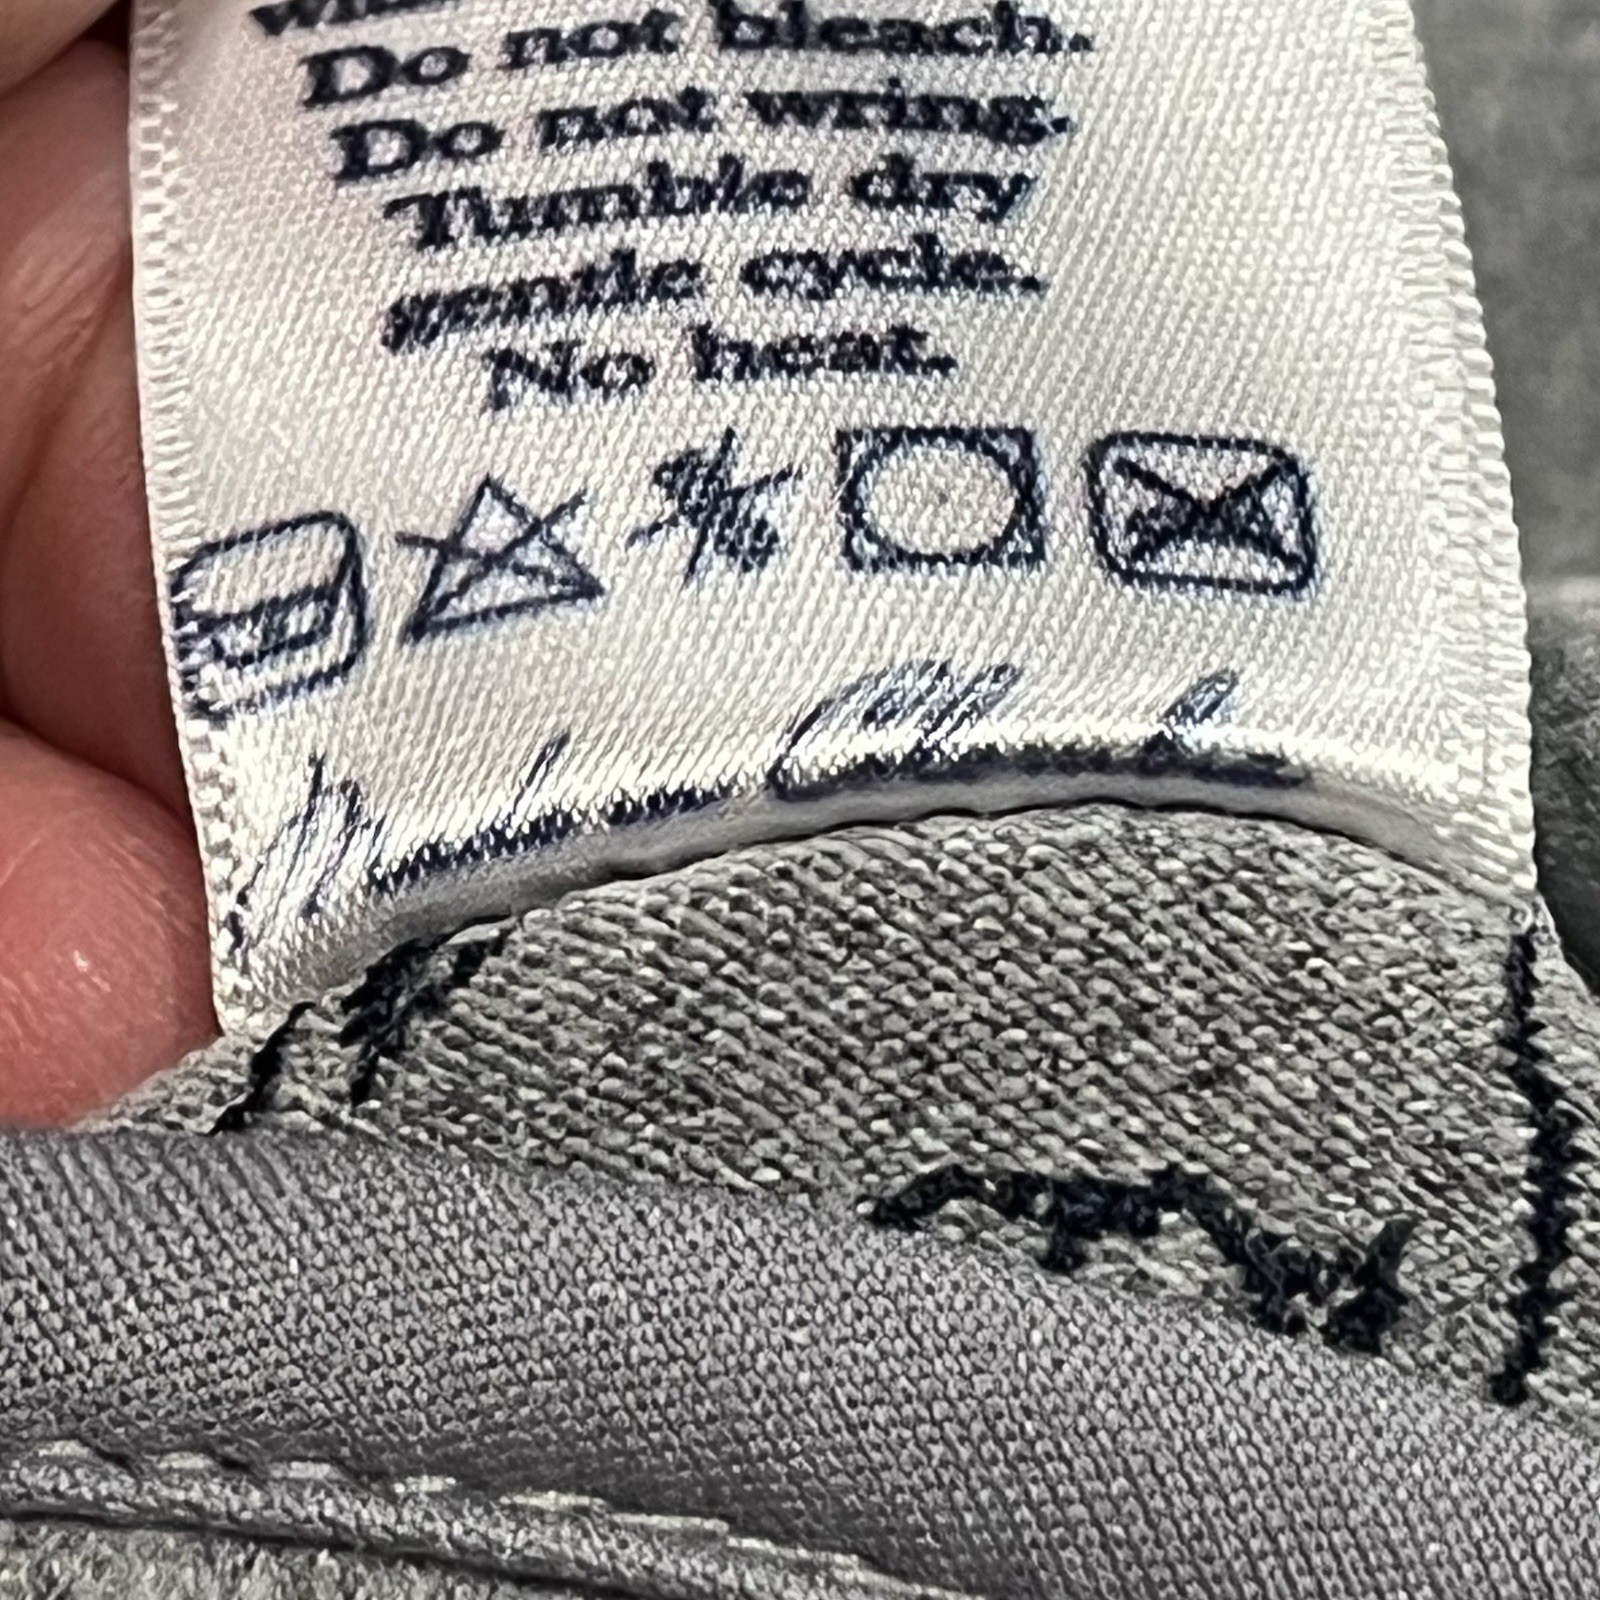 Do not bleach.
Do not wring.
Tumble dry
gentle cycle.
No heat.